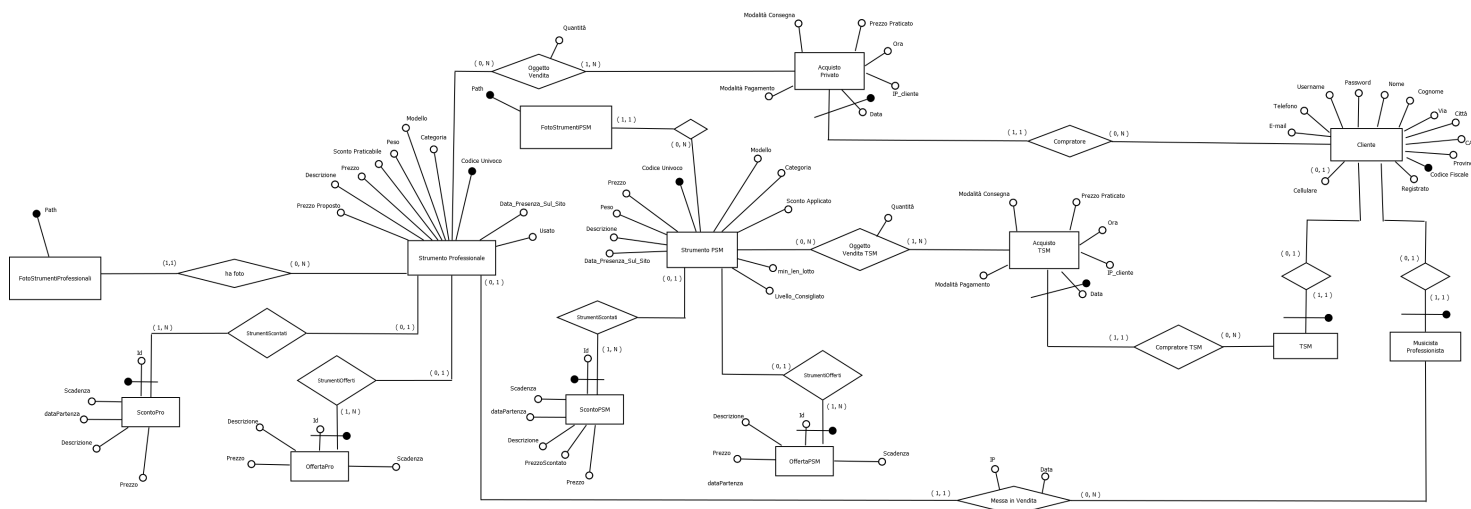 Modalità Consegna
Prezzo Praticato
Quantità
Ora
( 0, N )
Oggetto
Vendita
( 1, N )
Acquisto
Privato
IP_cliente
Modalità Pagamento
Data
Path
FotoStrumentiPSM
( 1, 1 )
( 0, N )
Username
Password
Nome
Cognome
Telefono
Via
Città
E-mail
Cliente
Provinc
Codice Fiscale
( 0, 1 )
Cellulare
Registrato
( 1, 1 )
Compratore
( 0, N )
Modello
Peso
Categoria
Sconto Praticabile
Prezzo
Codice Univoco
Descrizione
Prezzo Proposto
Data_Presenza_Sul_Sito
Usato
Strumento Professionale
( 0, 1 )
Path
FotoStrumentiProfessionali
(1,1)
ha foto
( 0, N )
Modello
Codice Univoco
Categoria
Prezzo
Peso
Sconto Applicato
Descrizione
Data_Presenza_Sul_Sito
Strumento PSM
min_len_lotto
Livello_Consigliato
( 0, 1 )
( 0, N )
Quantità
Oggetto
Vendita TSM
( 1, N )
Modalità Consegna
Prezzo Praticato
Ora
Acquisto
TSM
IP_cliente
Modalità Pagamento
Data
( 0, 1 )
( 1, 1 )
( 0, 1 )
( 1, 1 )
( 1, 1 )
Compratore TSM
( 0, N )
TSM
Musicista
Professionista
( 1, N )
StrumentiScontati
( 0, 1 )
Id
Scadenza
dataPartenza
ScontoPro
Descrizione
Prezzo
StrumentiOfferti
( 0, 1 )
( 1, N )
Id
Descrizione
Prezzo
OffertaPro
Scadenza
StrumentiScontati
( 1, N )
Id
Scadenza
dataPartenza
ScontoPSM
Descrizione
PrezzoScontato
Prezzo
( 0, 1 )
StrumentiOfferti
( 1, N )
Id
Descrizione
Prezzo
OffertaPSM
Scadenza
dataPartenza
IP
Data
( 1, 1 )
Messa in Vendita
( 0, N )